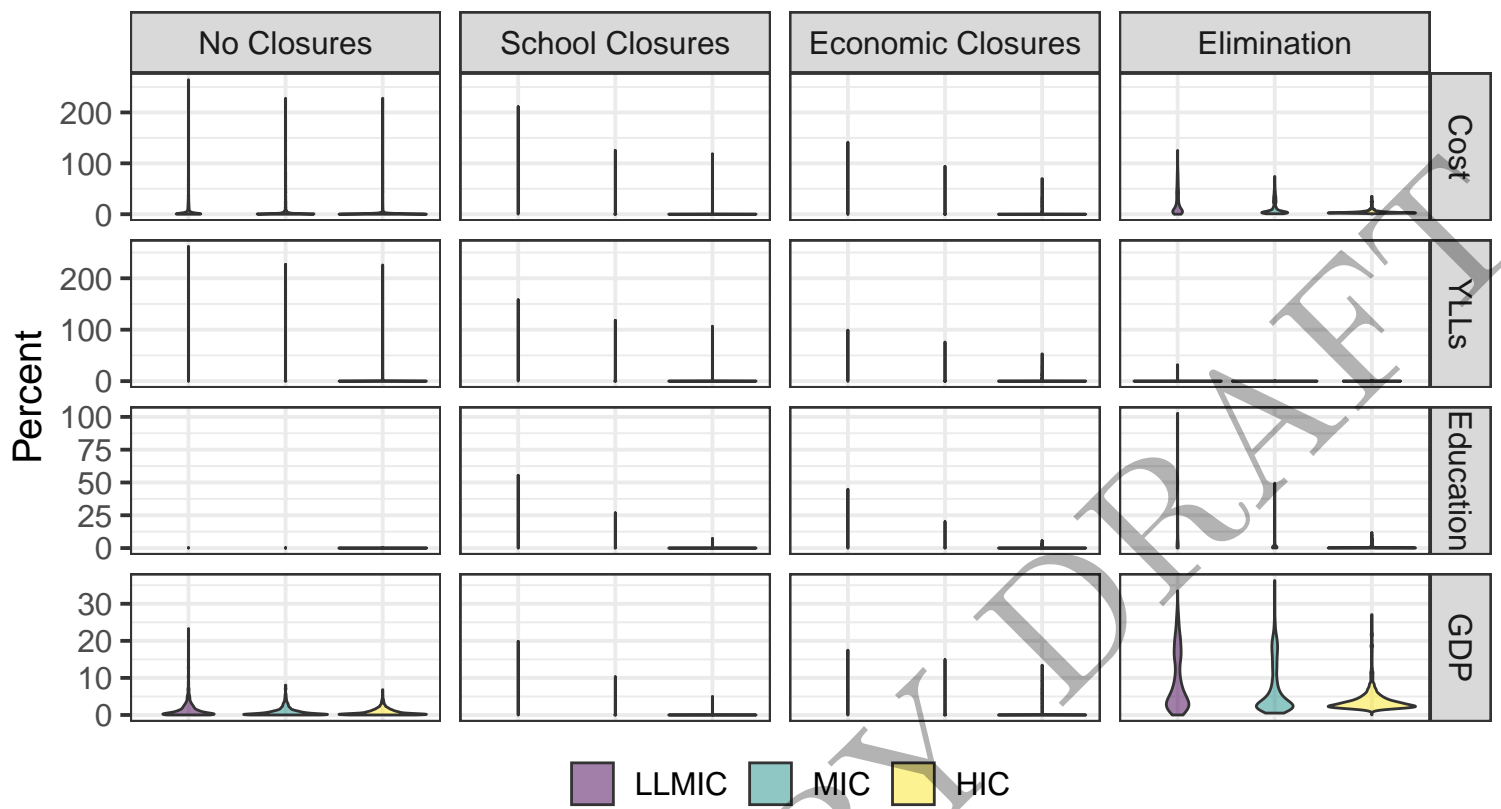 No Closures School Closures Economic Closures Elimination
200
100
0
Cost
200
100
0
YLLs
Percent
100
75
50
25
0
Education
30
20
10
0
GDP
LLMIC MIC HIC
Y DRAFT